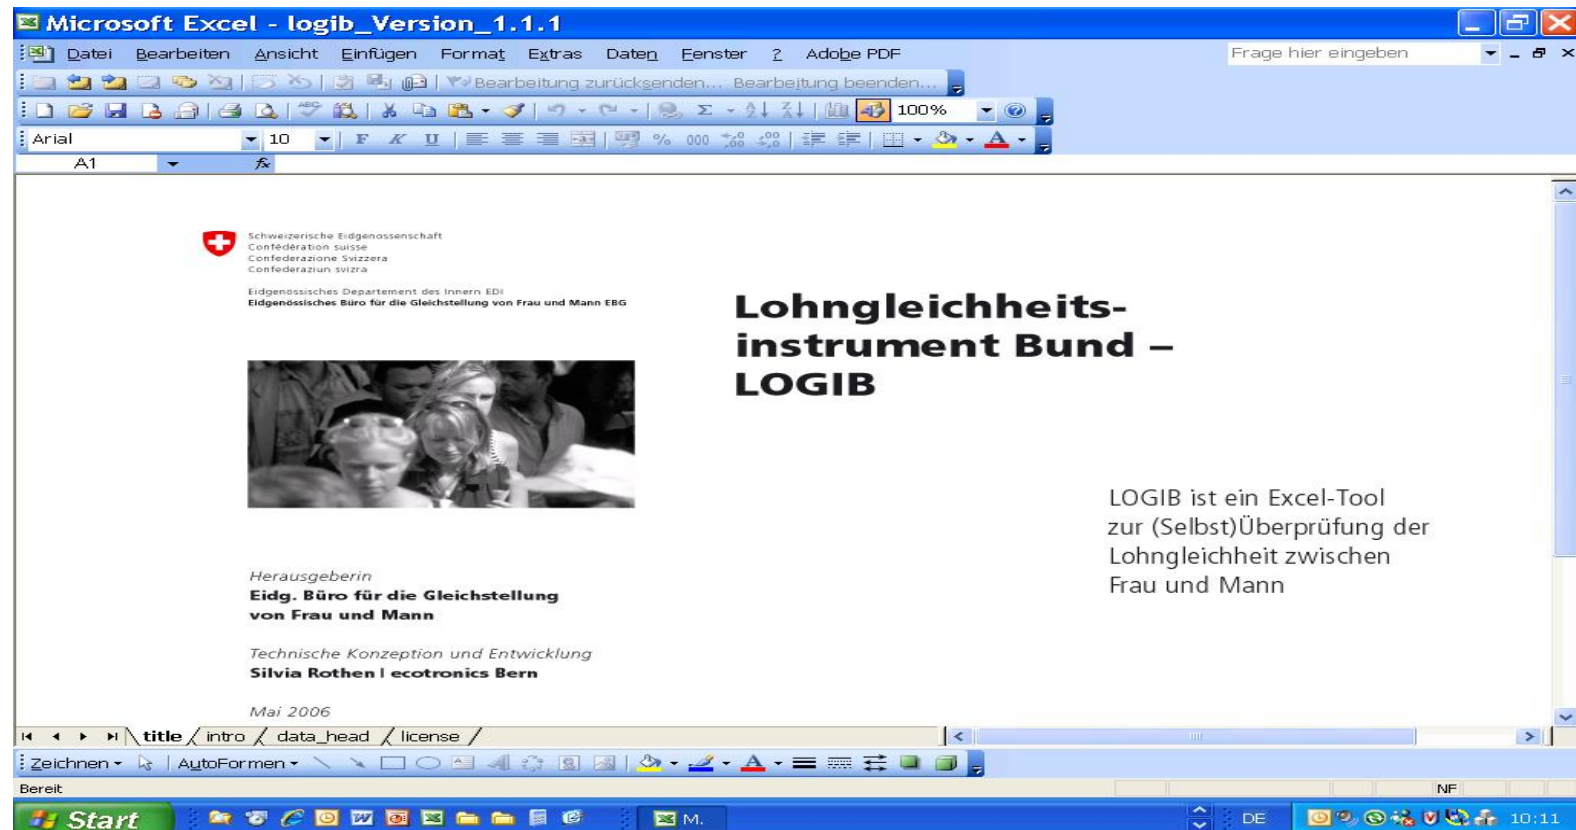 Microsoft Excel - logib_Version_1.1.1
Datei Bearbeiten Ansicht Einfügen Format Extras Daten Fenster ? Adobe PDF Frage hier eingeben
Bearbeitung zurücksenden... Bearbeitung beenden...
100%
Arial 10 F K U % 000
A1 fx
Schweizerische Eidgenossenschaft
Confédération suisse
Confederazione Svizzera
Confederaziun svizra
Eidgenössisches Departement des Innern EDI
Eidgenössisches Büro für die Gleichstellung von Frau und Mann EBG
Lohngleichheits-
instrument Bund –
LOGIB
LOGIB ist ein Excel-Tool
zur (Selbst)Überprüfung der
Lohngleichheit zwischen
Frau und Mann
Herausgeberin
Eidg. Büro für die Gleichstellung
von Frau und Mann
Technische Konzeption und Entwicklung
Silvia Rothen | ecotronics Bern
Mai 2006
title intro data_head license
Zeichnen AutoFormen
Bereit NF
Start M. DE 10:11